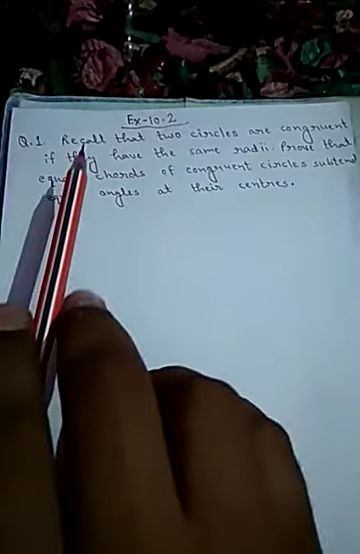 Ex-10.2
Q.1. Recall that two circles are congruent
if they have the same radii. Prove that
equal chords of congruent circles subtend
angles at their centres.